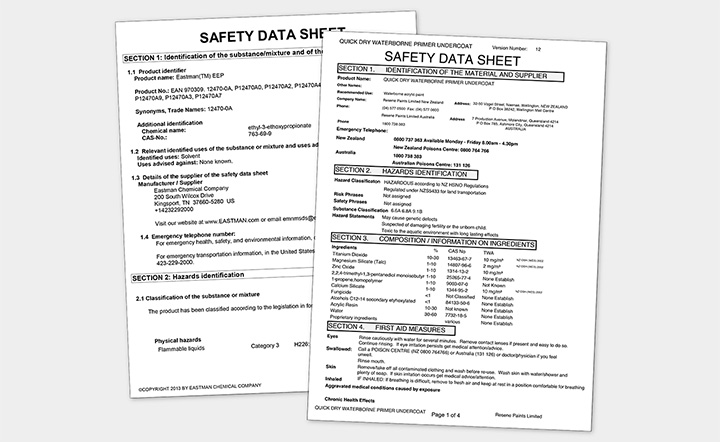 SAFETY DATA SHEET
SECTION 1: Identification of the substance/mixture and of th
1.1 Product identifier
Product name: Eastman(TM) EEP
Product No.: EAN 970309, 12470-0A, P12470A0, P12470A2, P12470A4
P12470A9, P12470A3, P12470A7
Synonyms, Trade Names: 12470-0A
Additional identification
Chemical name: ethyl-3-ethoxypropionate
CAS-No.: 763-69-9
1.2 Relevant identified uses of the substance or mixture and uses ad
Identified uses: Solvent
Uses advised against: None known.
1.3 Details of the supplier of the safety data sheet
Manufacturer / Supplier
Eastman Chemical Company
200 South Wilcox Drive
Kingsport, TN 37660-5280 US
+14232292000
Visit our website at www.EASTMAN.com or email emnmsds@e
1.4 Emergency telephone number:
For emergency health, safety, and environmental information,
For emergency transportation information, in the United States
423-229-2000.
SECTION 2: Hazards identification
2.1 Classification of the substance or mixture
The product has been classified according to the legislation in for
Physical hazards
Flammable liquids Category 3 H226:
©COPYRIGHT 2013 BY EASTMAN CHEMICAL COMPANY
QUICK DRY WATERBORNE PRIMER UNDERCOAT Version Number: 12
SAFETY DATA SHEET
SECTION 1. IDENTIFICATION OF THE MATERIAL AND SUPPLIER
Product Name: QUICK DRY WATERBORNE PRIMER UNDERCOAT
Other Names:
Recommended Use: Waterborne acrylic paint
Company Name: Resene Paints Limited New Zealand Address: 32-50 Vogel Street, Naenae, Wellington, NEW ZEALAND
P O Box 38242, Wellington Mail Centre
Phone: (04) 577 0500 Fax: (04) 577 0603
Resene Paints Australia Limited Address: 7 Production Avenue, Molendinar, Queensland 4214
P O Box 785, Ashmore City, Queensland 4214
AUSTRALIA
Phone 1800 738 383
Emergency Telephone:
New Zealand 0800 737 363 Available Monday - Friday 8.00am - 4.30pm
New Zealand Poisons Centre: 0800 764 766
Australia 1800 738 383
Australian Poisons Centre: 131 126
SECTION 2. HAZARDS IDENTIFICATION
Hazard Classification HAZARDOUS according to NZ HSNO Regulations
Regulated under NZS5433 for land transportation
Risk Phrases Not assigned
Safety Phrases Not assigned
Substance Classification 6.6A 6.8A 9.1B
Hazard Statements May cause genetic defects
Suspected of damaging fertility or the unborn child.
Toxic to the aquatic environment with long lasting effects
SECTION 3. COMPOSITION / INFORMATION ON INGREDIENTS
Ingredients % CAS No TWA
Titanium Dioxide 10-30 13463-67-7 10 mg/m³
Magnesium Silicate (Talc) 1-10 14807-96-6 2 mg/m³
Zinc Oxide 1-10 1314-13-2 10 mg/m³
2,2,4-trimethyl-1,3-pentanediol monoisobutyr 1-10 25265-77-4 None Establish
1-propene,homopolymer 1-10 9003-07-0 Not Known
Calcium Silicate 1-10 1344-95-2 10 mg/m³
Fungicide <1 Not Classified None Establish
Alcohols C12-14 secondary ethyhoxylated <1 84133-50-6 None Establish
Acrylic Resin 10-30 Not known None Establish
Water 30-60 7732-18-5 None Establish
Proprietary ingredients various None Establish
SECTION 4. FIRST AID MEASURES
Eyes Rinse cautiously with water for several minutes. Remove contact lenses if present and easy to do so.
Continue rinsing. If eye irritation persists get medical attention/advice.
Swallowed: Call a POISON CENTRE (NZ 0800 764766) or Australia (131 126) or doctor/physician if you feel
unwell.
Rinse mouth.
Skin Remove/take off all contaminated clothing and wash before re-use. Wash skin with water/shower and
plenty of soap. If skin irritation occurs get medical advice/attention.
Inhaled IF INHALED: If breathing is difficult, remove to fresh air and keep at rest in a position comfortable for breathing
Aggravated medical conditions caused by exposure
Chronic Health Effects
QUICK DRY WATERBORNE PRIMER UNDERCOAT Page 1 of 4 Resene Paints Limited